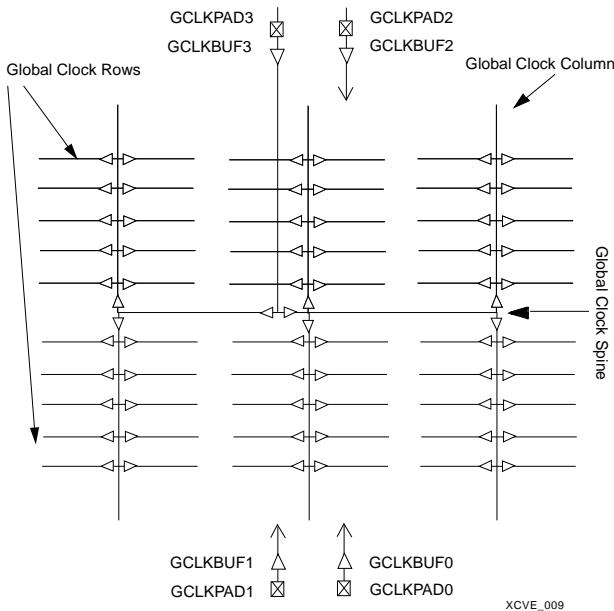 GCLKPAD3 GCLKPAD2
GCLKBUF3 GCLKBUF2
Global Clock Rows
Global Clock Column
Global Clock Spine
GCLKBUF1 GCLKBUF0
GCLKPAD1 GCLKPAD0
XCVE_009